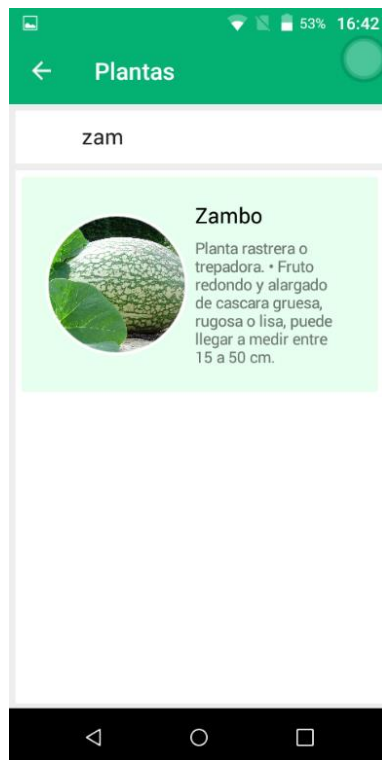 53% 16:42
Plantas
zam
Zambo
Planta rastrera o
trepadora. • Fruto
redondo y alargado
de cascara gruesa,
rugosa o lisa, puede
llegar a medir entre
15 a 50 cm.